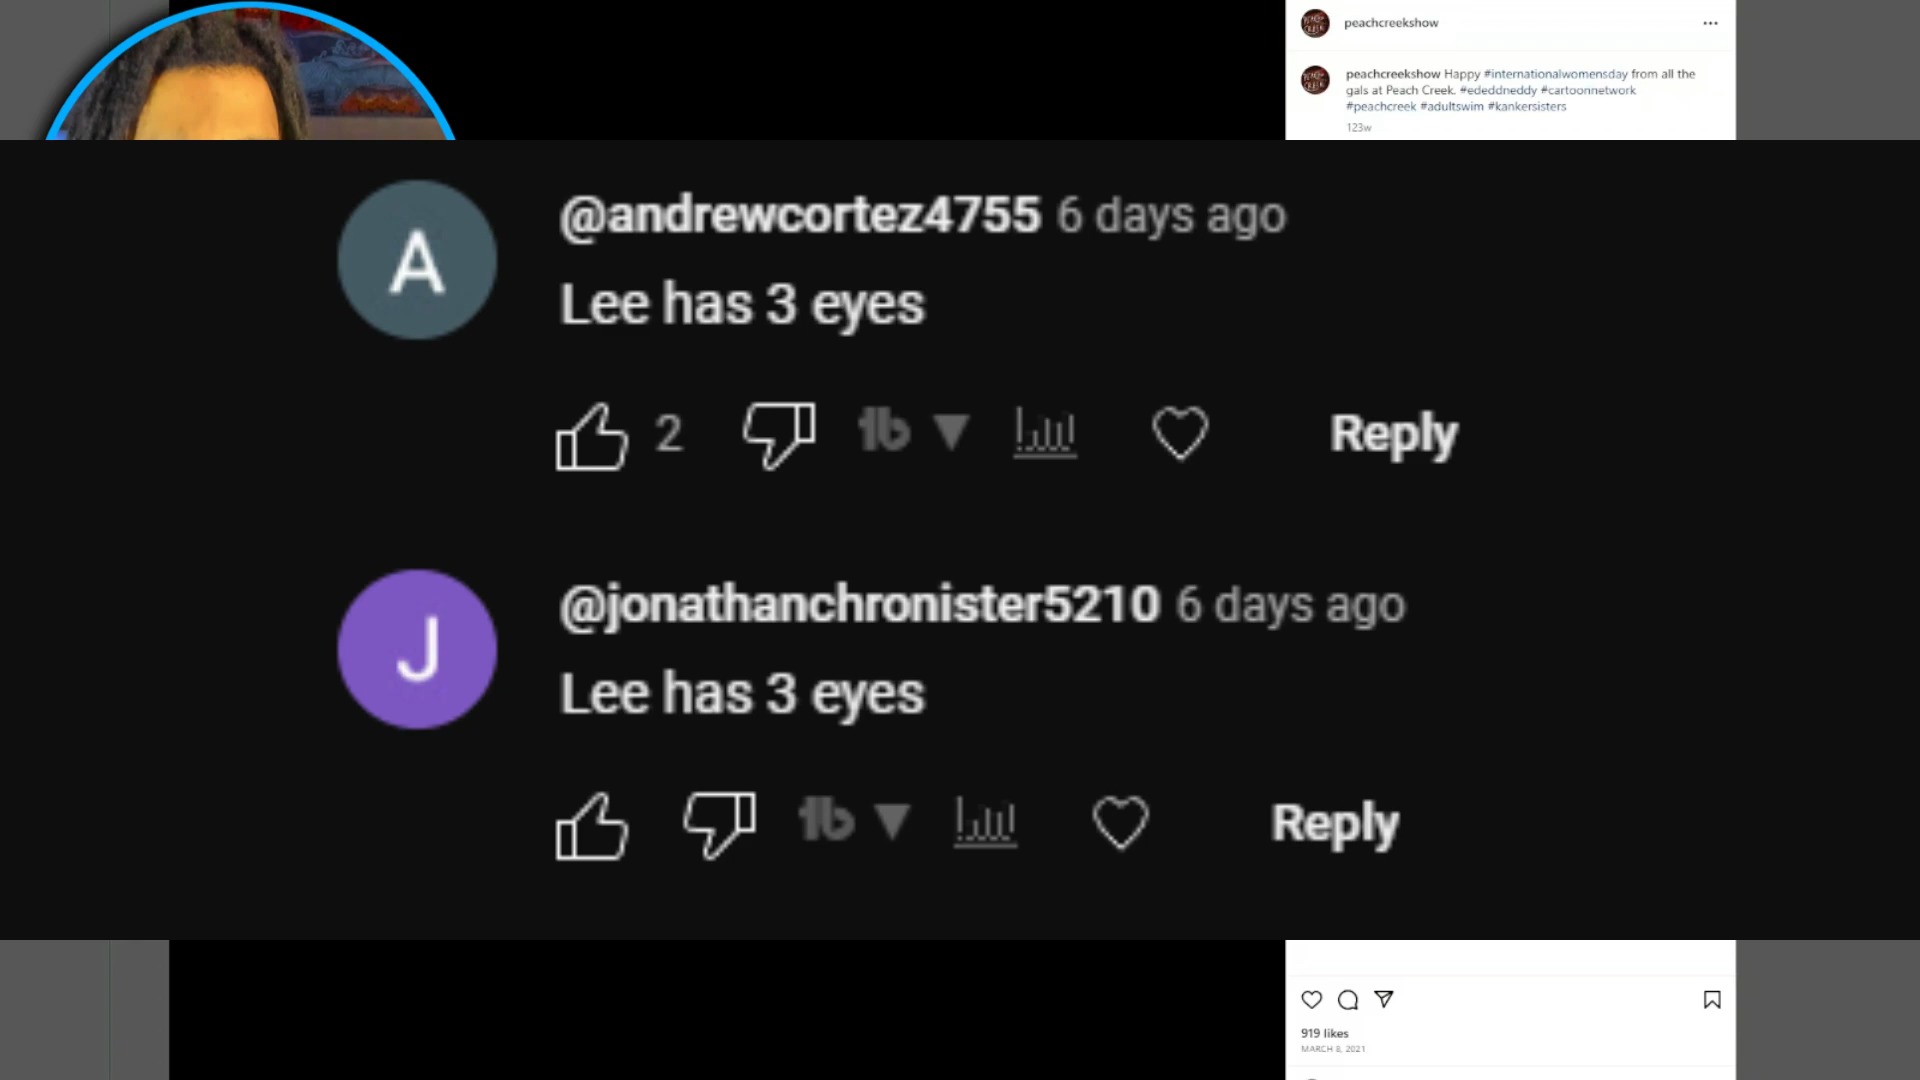 peachcreekshow
peachcreekshow Happy #internationalwomensday from all the
gals at Peach Creek. #ededdneddy #cartoonnetwork
#peachcreek #adultswim #kankersisters
123w
A
@andrewcortez4755 6 days ago
Lee has 3 eyes
2
Reply
J
@jonathanchronister5210 6 days ago
Lee has 3 eyes
Reply
919 likes
MARCH 8, 2021